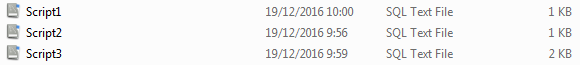 Script1 19/12/2016 10:00 SQL Text File 1 KB
Script2 19/12/2016 9:56 SQL Text File 1 KB
Script3 19/12/2016 9:59 SQL Text File 2 KB